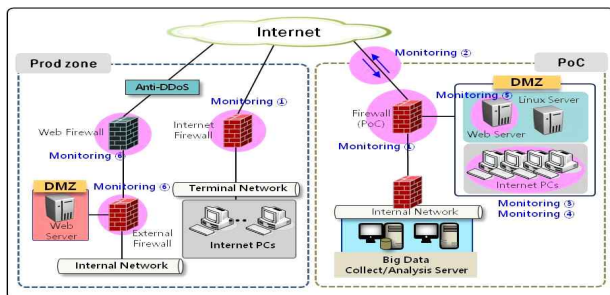 Internet
Monitoring ②
Prod zone
PoC
Anti-DDoS
DMZ
Monitoring ①
Monitoring ⑤
Linux Server
Web Firewall
Internet
Firewall
Firewall
(PoC)
Web Server
Monitoring ⑥
Monitoring ①
DMZ
Monitoring ⑥
Terminal Network
Internet PCs
Web
Server
External
Firewall
Internal Network
Monitoring ③
Monitoring ④
Internet PCs
Internal Network
Big Data
Collect/Analysis Server